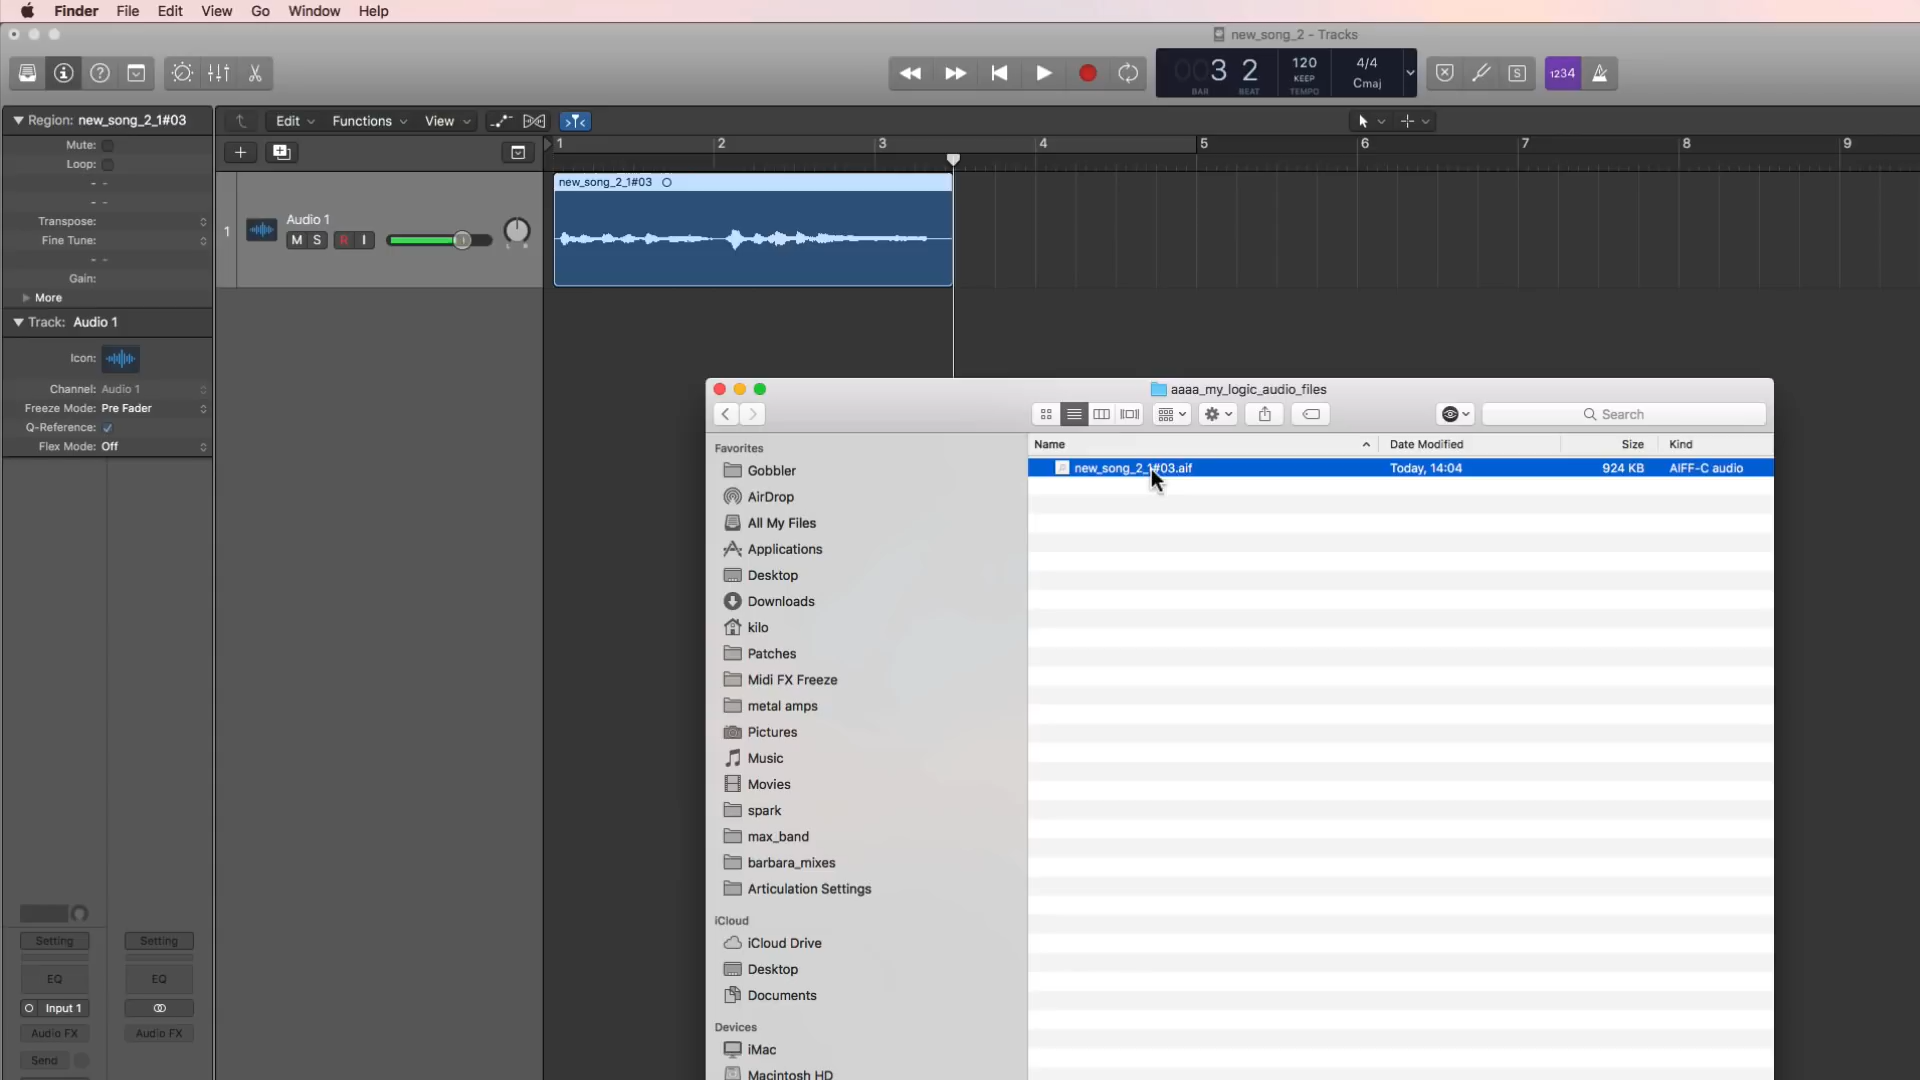 Finder File Edit View Go Window Help
new_song_2 - Tracks
003 2
BAR BEAT
120
KEEP
TEMPO
4/4
Cmaj
S
1234
Region: new_song_2_1#03
Mute:
Loop:
Transpose:
Fine Tune:
Gain:
More
Track: Audio 1
Icon:
Channel: Audio 1
Freeze Mode: Pre Fader
Q-Reference:
Flex Mode: Off
Edit Functions View
1 2 3 4 5 6 7 8 9
1
Audio 1
M S R I
L R
new_song_2_1#03
Setting Setting
EQ EQ
Input 1
Audio FX Audio FX
Send
aaaa_my_logic_audio_files
Search
Name Date Modified Size Kind
new_song_2_1#03.aif Today, 14:04 924 KB AIFF-C audio
Favorites
Gobbler
AirDrop
All My Files
Applications
Desktop
Downloads
kilo
Patches
Midi FX Freeze
metal amps
Pictures
Music
Movies
spark
max_band
barbara_mixes
Articulation Settings
iCloud
iCloud Drive
Desktop
Documents
Devices
iMac
Macintosh HD